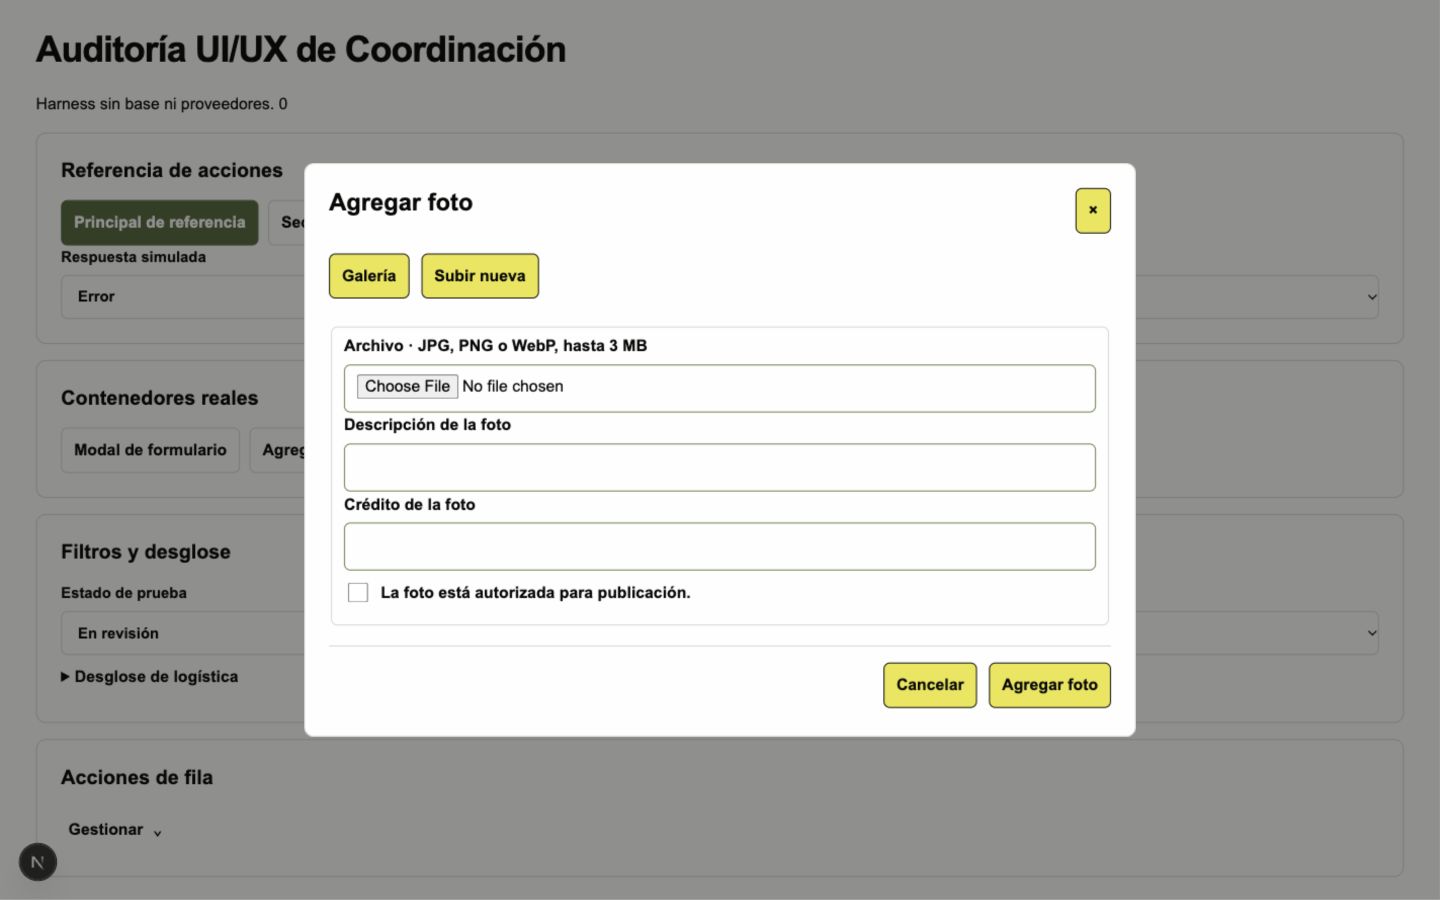 Auditoría UI/UX de Coordinación
Harness sin base ni proveedores. 0
Referencia de acciones
Principal de referencia
Respuesta simulada
Error
Contenedores reales
Modal de formulario
Filtros y desglose
Estado de prueba
En revisión
Desglose de logística
Acciones de fila
Gestionar
N
Agregar foto
×
Galería Subir nueva
Archivo · JPG, PNG o WebP, hasta 3 MB
Choose File No file chosen
Descripción de la foto
Crédito de la foto
La foto está autorizada para publicación.
Cancelar Agregar foto